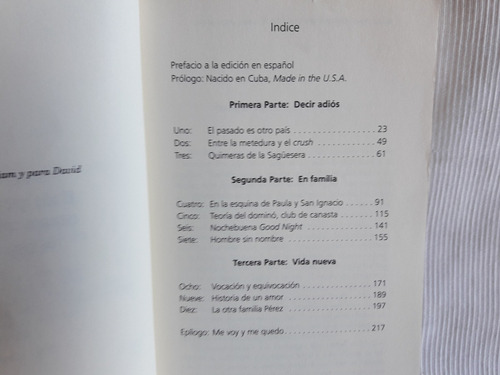 y para David
Indice
Prefacio a la edición en español
Prólogo: Nacido en Cuba, Made in the U.S.A.
Primera Parte: Decir adiós
Uno: El pasado es otro país . . . . . . . . . . . . . . . . . . . . 23
Dos: Entre la metedura y el crush . . . . . . . . . . . . . . . . 49
Tres: Quimeras de la Sagüesera . . . . . . . . . . . . . . . . . . 61
Segunda Parte: En familia
Cuatro: En la esquina de Paula y San Ignacio . . . . . . 91
Cinco: Teoría del dominó, club de canasta . . . . . . . . 115
Seis: Nochebuena Good Night . . . . . . . . . . . . . . . . . 141
Siete: Hombre sin nombre . . . . . . . . . . . . . . . . . . . . 155
Tercera Parte: Vida nueva
Ocho: Vocación y equivocación . . . . . . . . . . . . . . . . 171
Nueve: Historia de un amor . . . . . . . . . . . . . . . . . . . 189
Diez: La otra familia Pérez . . . . . . . . . . . . . . . . . . . . 197
Epílogo: Me voy y me quedo . . . . . . . . . . . . . . . . . . . . 217